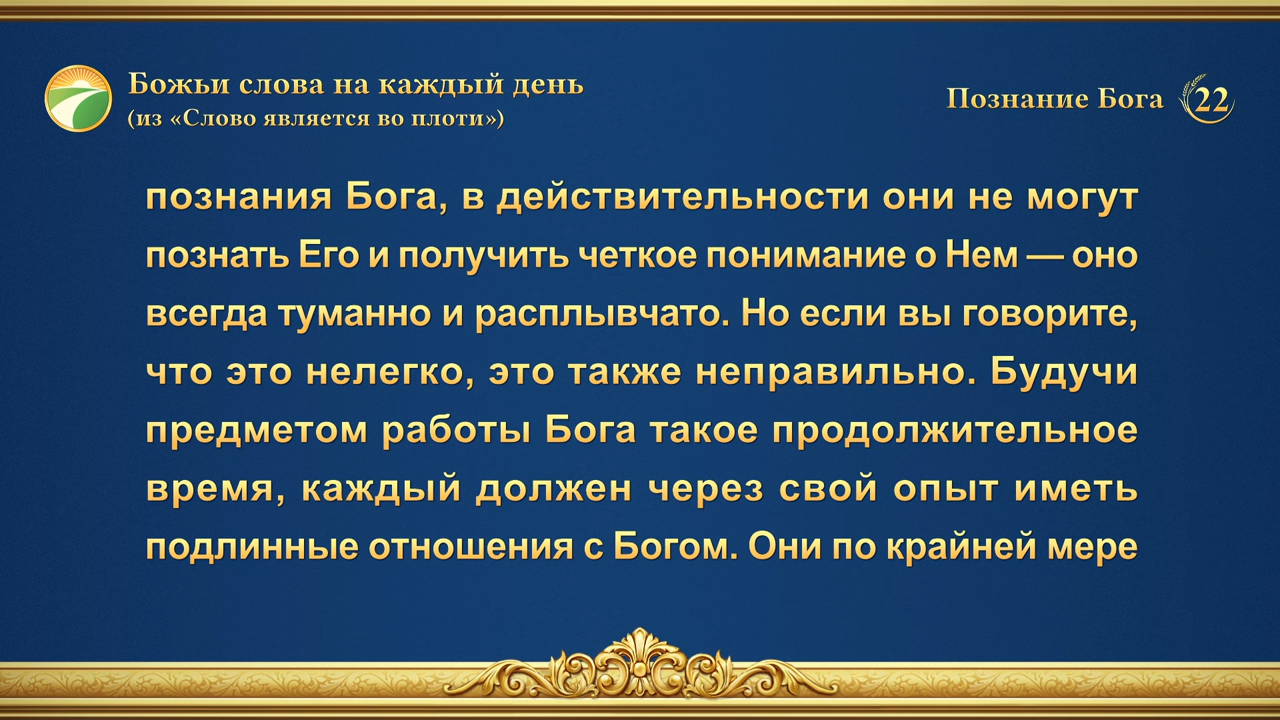 Божьи слова на каждый день
(из «Слово является во плоти»)
Познание Бога 22
познания Бога, в действительности они не могут
познать Его и получить четкое понимание о Нем — оно
всегда туманно и расплывчато. Но если вы говорите,
что это нелегко, это также неправильно. Будучи
предметом работы Бога такое продолжительное
время, каждый должен через свой опыт иметь
подлинные отношения с Богом. Они по крайней мере